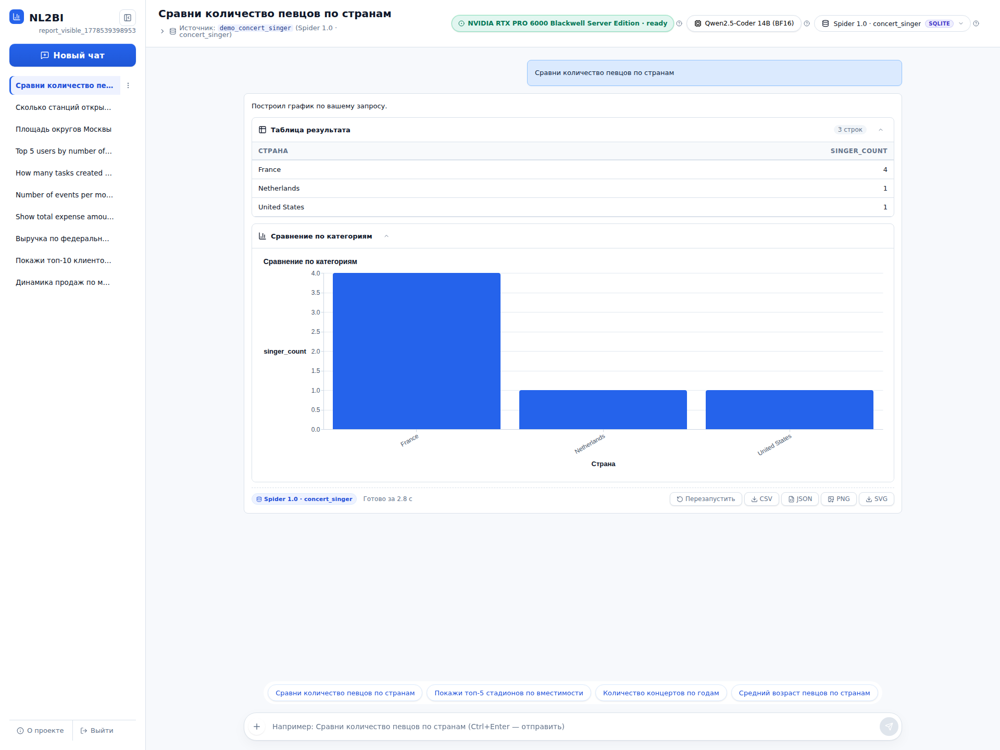 NL2BI
report_visible_1778539398953
Новый чат
Сравни количество пе…
Сколько станций откры…
Площадь округов Москвы
Top 5 users by number of…
How many tasks created …
Number of events per mo…
Show total expense amou…
Выручка по федеральн…
Покажи топ-10 клиенто…
Динамика продаж по м…
О проекте
Выйти
Сравни количество певцов по странам
Источник: demo_concert_singer (Spider 1.0 ·
concert_singer)
NVIDIA RTX PRO 6000 Blackwell Server Edition · ready
Qwen2.5-Coder 14B (BF16)
Spider 1.0 · concert_singer SQLITE
Сравни количество певцов по странам
Построил график по вашему запросу.
Таблица результата 3 строк
СТРАНА SINGER_COUNT
France 4
Netherlands 1
United States 1
Сравнение по категориям
Сравнение по категориям
4.0
3.5
3.0
2.5
singer_count 2.0
1.5
1.0
0.5
0.0
France Netherlands United States
Страна
Spider 1.0 · concert_singer Готово за 2.8 с
Перезапустить CSV JSON PNG SVG
Сравни количество певцов по странам Покажи топ-5 стадионов по вместимости Количество концертов по годам Средний возраст певцов по странам
Например: Сравни количество певцов по странам (Ctrl+Enter — отправить)